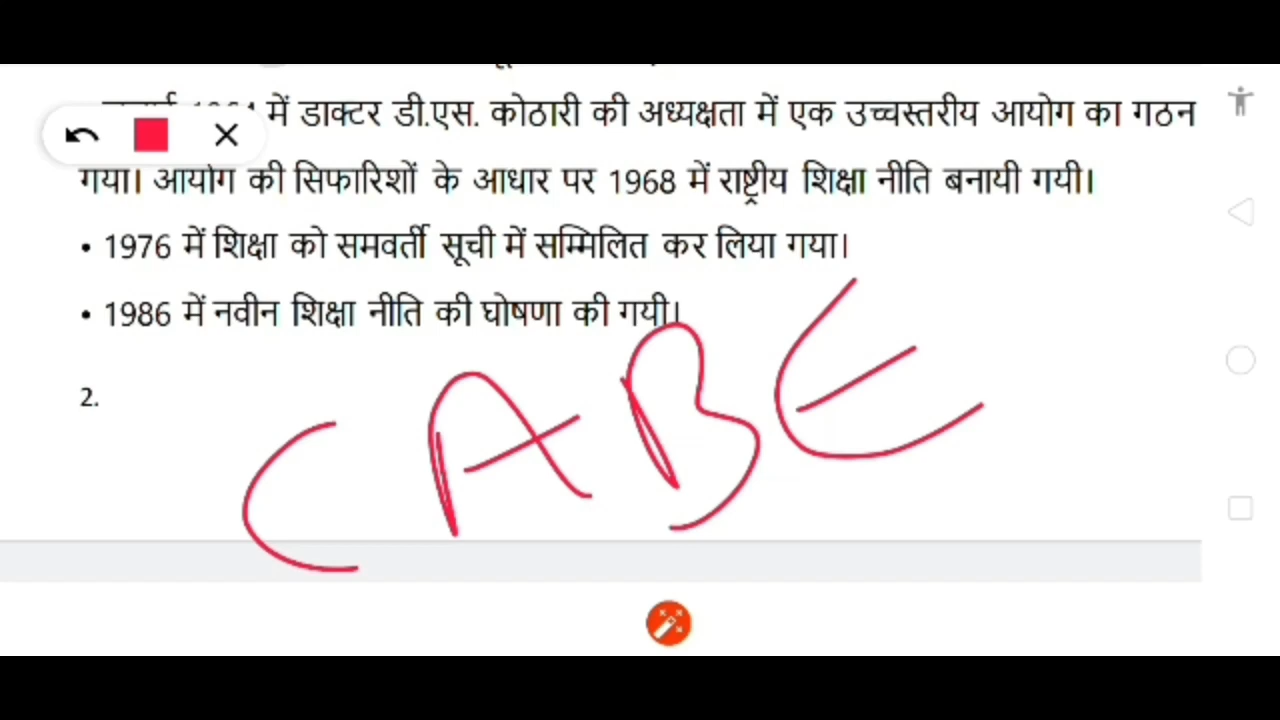 में डाक्टर डी.एस. कोठारी की अध्यक्षता में एक उच्चस्तरीय आयोग का गठन
गया। आयोग की सिफारिशों के आधार पर 1968 में राष्ट्रीय शिक्षा नीति बनायी गयी।
• 1976 में शिक्षा को समवर्ती सूची में सम्मिलित कर लिया गया।
• 1986 में नवीन शिक्षा नीति की घोषणा की गयी।
2.
CABE